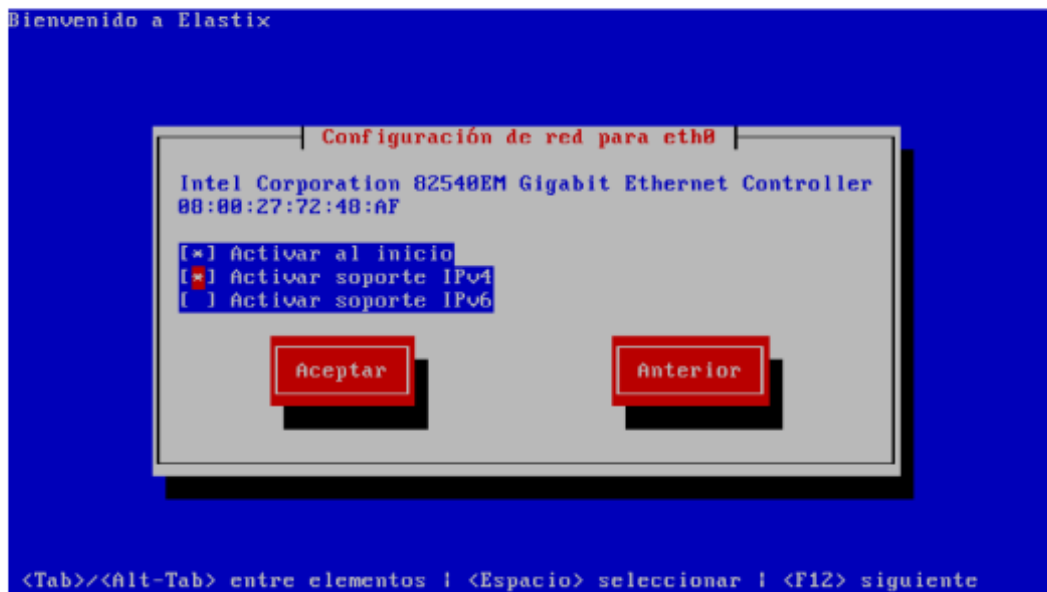 Bienvenido a Elastix
Configuración de red para eth0
Intel Corporation 82540EM Gigabit Ethernet Controller
08:00:27:72:48:AF
[*] Activar al inicio
[*] Activar soporte IPv4
[ ] Activar soporte IPv6
Aceptar Anterior
<Tab>/<Alt-Tab> entre elementos | <Espacio> seleccionar | <F12> siguiente